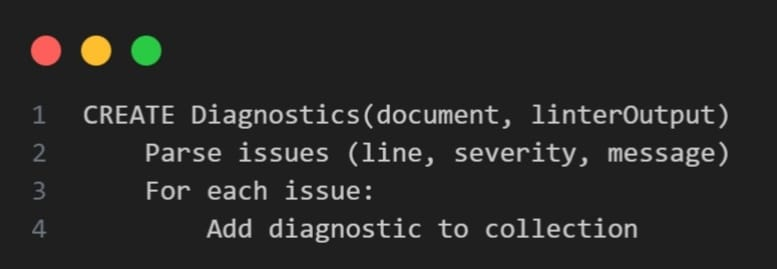 1 CREATE Diagnostics(document, linterOutput)
2 Parse issues (line, severity, message)
3 For each issue:
4 Add diagnostic to collection